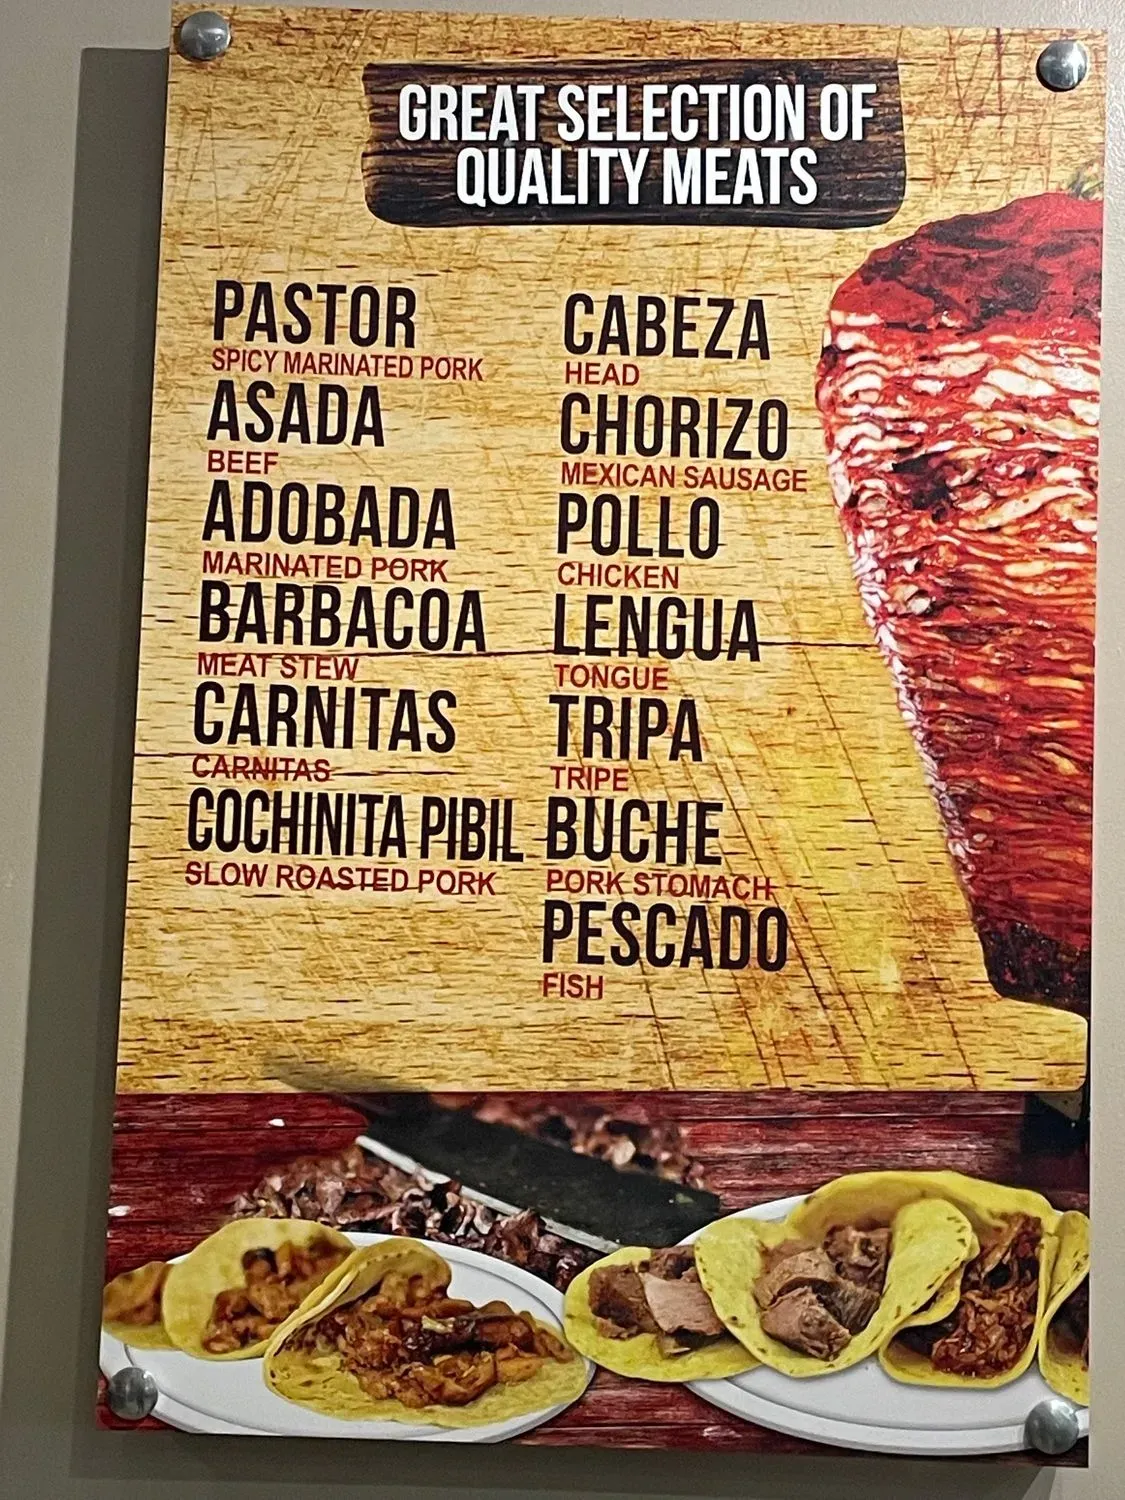 GREAT SELECTION OF
QUALITY MEATS
PASTOR
SPICY MARINATED PORK
ASADA
BEEF
ADOBADA
MARINATED PORK
BARBACOA
MEAT STEW
CARNITAS
CARNITAS
COCHINITA PIBIL
SLOW ROASTED PORK
CABEZA
HEAD
CHORIZO
MEXICAN SAUSAGE
POLLO
CHICKEN
LENGUA
TONGUE
TRIPA
TRIPE
BUCHE
PORK STOMACH
PESCADO
FISH